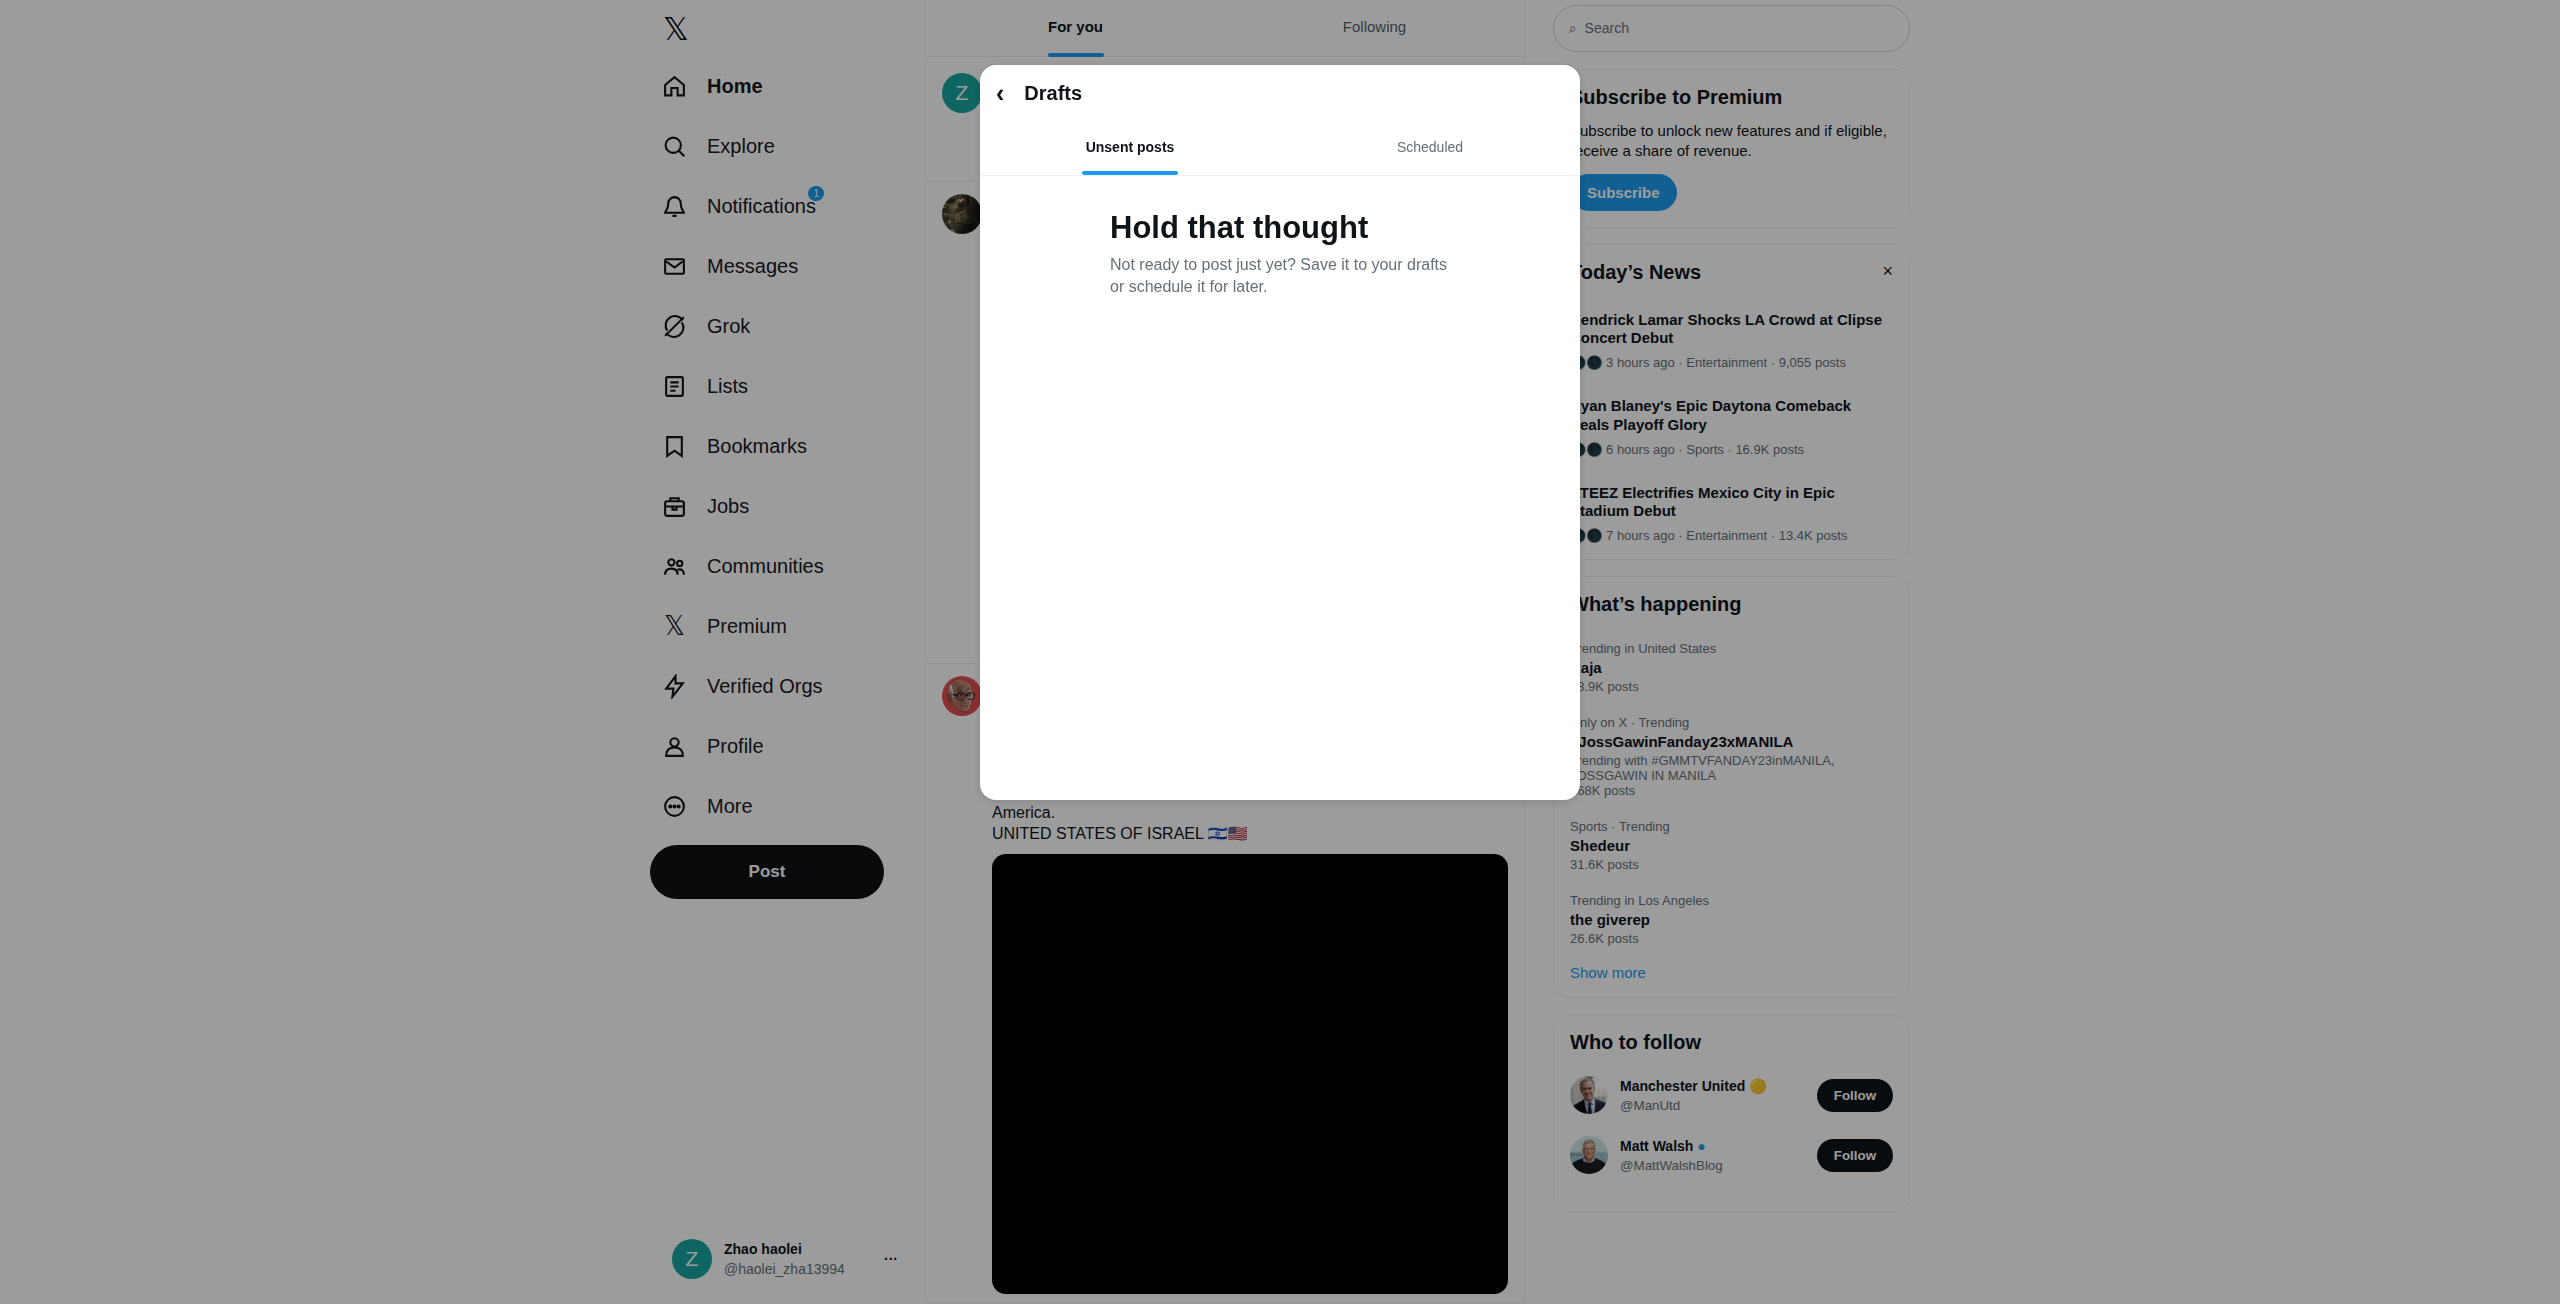 𝕏
Home
Explore
Notifications
1
Messages
Grok
Lists
Bookmarks
Jobs
Communities
𝕏 Premium
Verified Orgs
Profile
More
Post
Z
Zhao haolei
@haolei_zha13994
...
For you
Following
Z
‹ Drafts
Unsent posts
Scheduled
Hold that thought
Not ready to post just yet? Save it to your drafts
or schedule it for later.
America.
UNITED STATES OF ISRAEL 🇮🇱🇺🇸
Search
ubscribe to Premium
ubscribe to unlock new features and if eligible,
eceive a share of revenue.
Subscribe
oday’s News
×
endrick Lamar Shocks LA Crowd at Clipse
oncert Debut
3 hours ago · Entertainment · 9,055 posts
yan Blaney's Epic Daytona Comeback
eals Playoff Glory
6 hours ago · Sports · 16.9K posts
TEEZ Electrifies Mexico City in Epic
tadium Debut
7 hours ago · Entertainment · 13.4K posts
What’s happening
rending in United States
aja
3.9K posts
nly on X · Trending
JossGawinFanday23xMANILA
rending with #GMMTVFANDAY23inMANILA,
OSSGAWIN IN MANILA
68K posts
Sports · Trending
Shedeur
31.6K posts
Trending in Los Angeles
the giverep
26.6K posts
Show more
Who to follow
Manchester United
@ManUtd
Follow
Matt Walsh
@MattWalshBlog
Follow